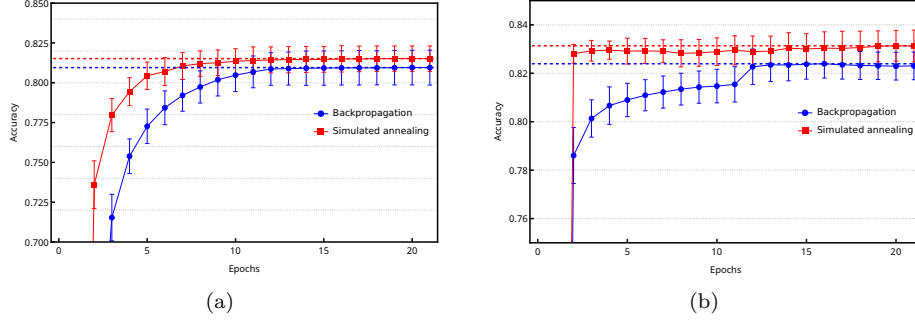 0.850
0.825
0.800
0.775
0.750
0.725
0.700
Accuracy
Backpropagation
Simulated annealing
0 5 10 15 20
Epochs
(a)
0.84
0.82
0.80
0.78
0.76
Accuracy
Backpropagation
Simulated annealing
0 5 10 15 20
Epochs
(b)